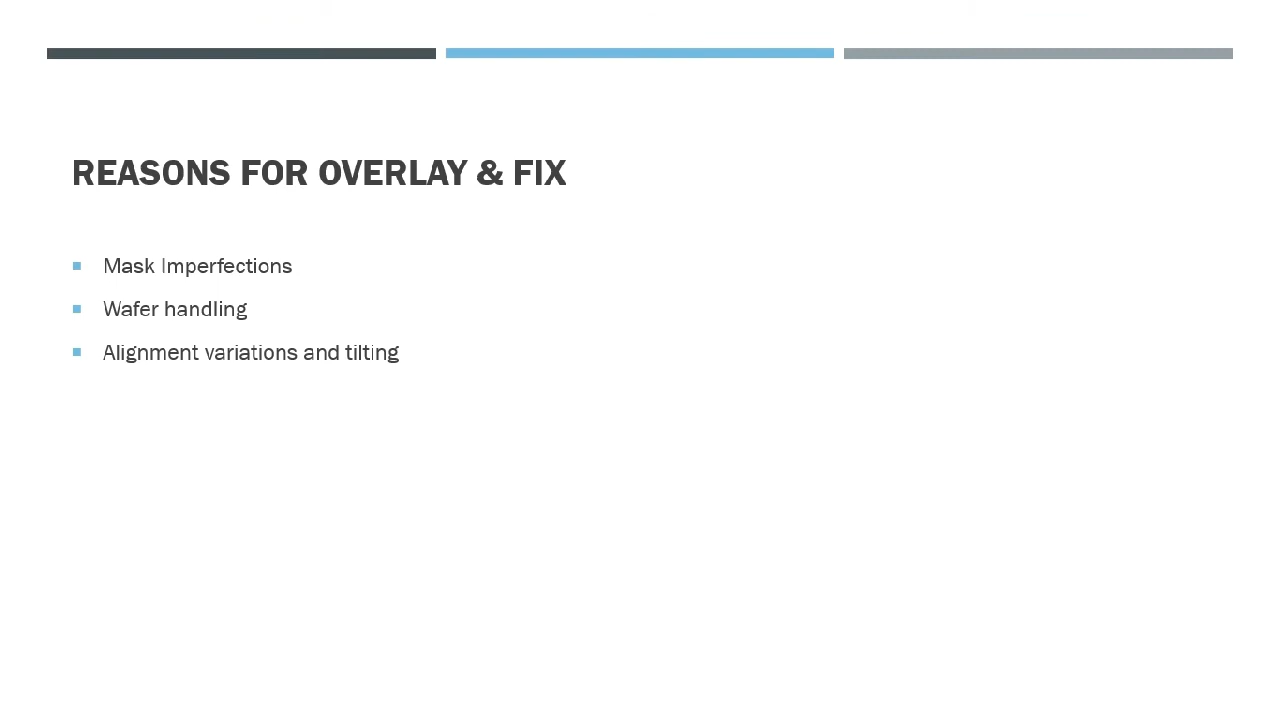 REASONS FOR OVERLAY & FIX
Mask Imperfections
Wafer handling
Alignment variations and tilting